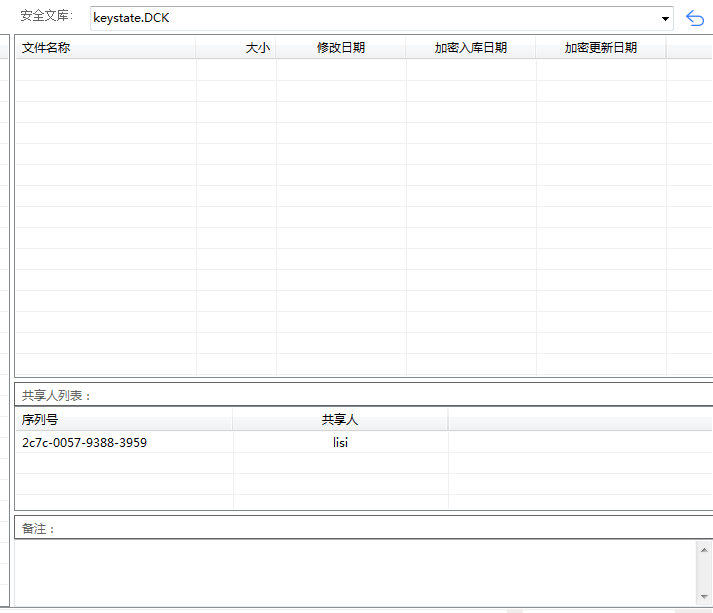 安全文库: keystate.DCK
文件名称 大小 修改日期 加密入库日期 加密更新日期
共享人列表：
序列号 共享人
2c7c-0057-9388-3959 lisi
备注：